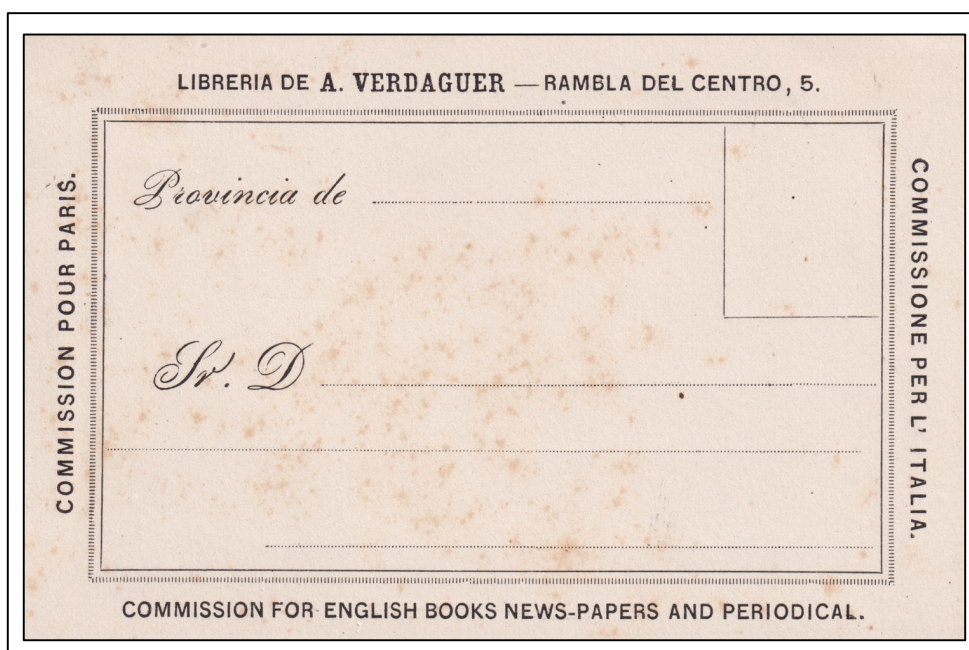 LIBRERIA DE A. VERDAGUER — RAMBLA DEL CENTRO, 5.
COMMISSION POUR PARIS.
Provincia de
Sr. D
COMMISSIONE PER L' ITALIA.
COMMISSION FOR ENGLISH BOOKS NEWS-PAPERS AND PERIODICAL.